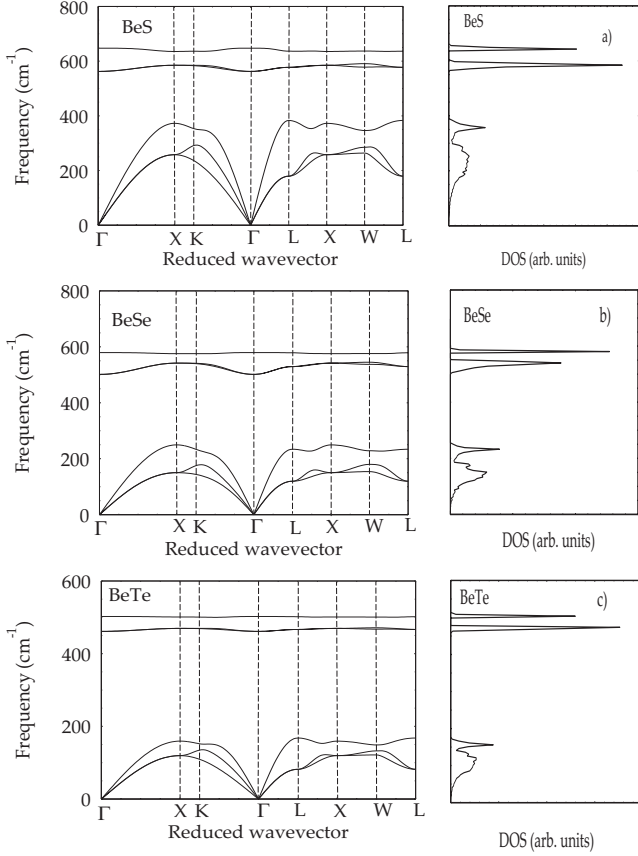 BeS
BeS
a)
800
600
400
200
0
Frequency (cm-1)
Γ X K Γ L X W L
Reduced wavevector
DOS (arb. units)
BeSe
BeSe
b)
800
600
400
200
0
Frequency (cm-1)
Γ X K Γ L X W L
Reduced wavevector
DOS (arb. units)
BeTe
BeTe
c)
600
400
200
0
Frequency (cm-1)
Γ X K Γ L X W L
Reduced wavevector
DOS (arb. units)